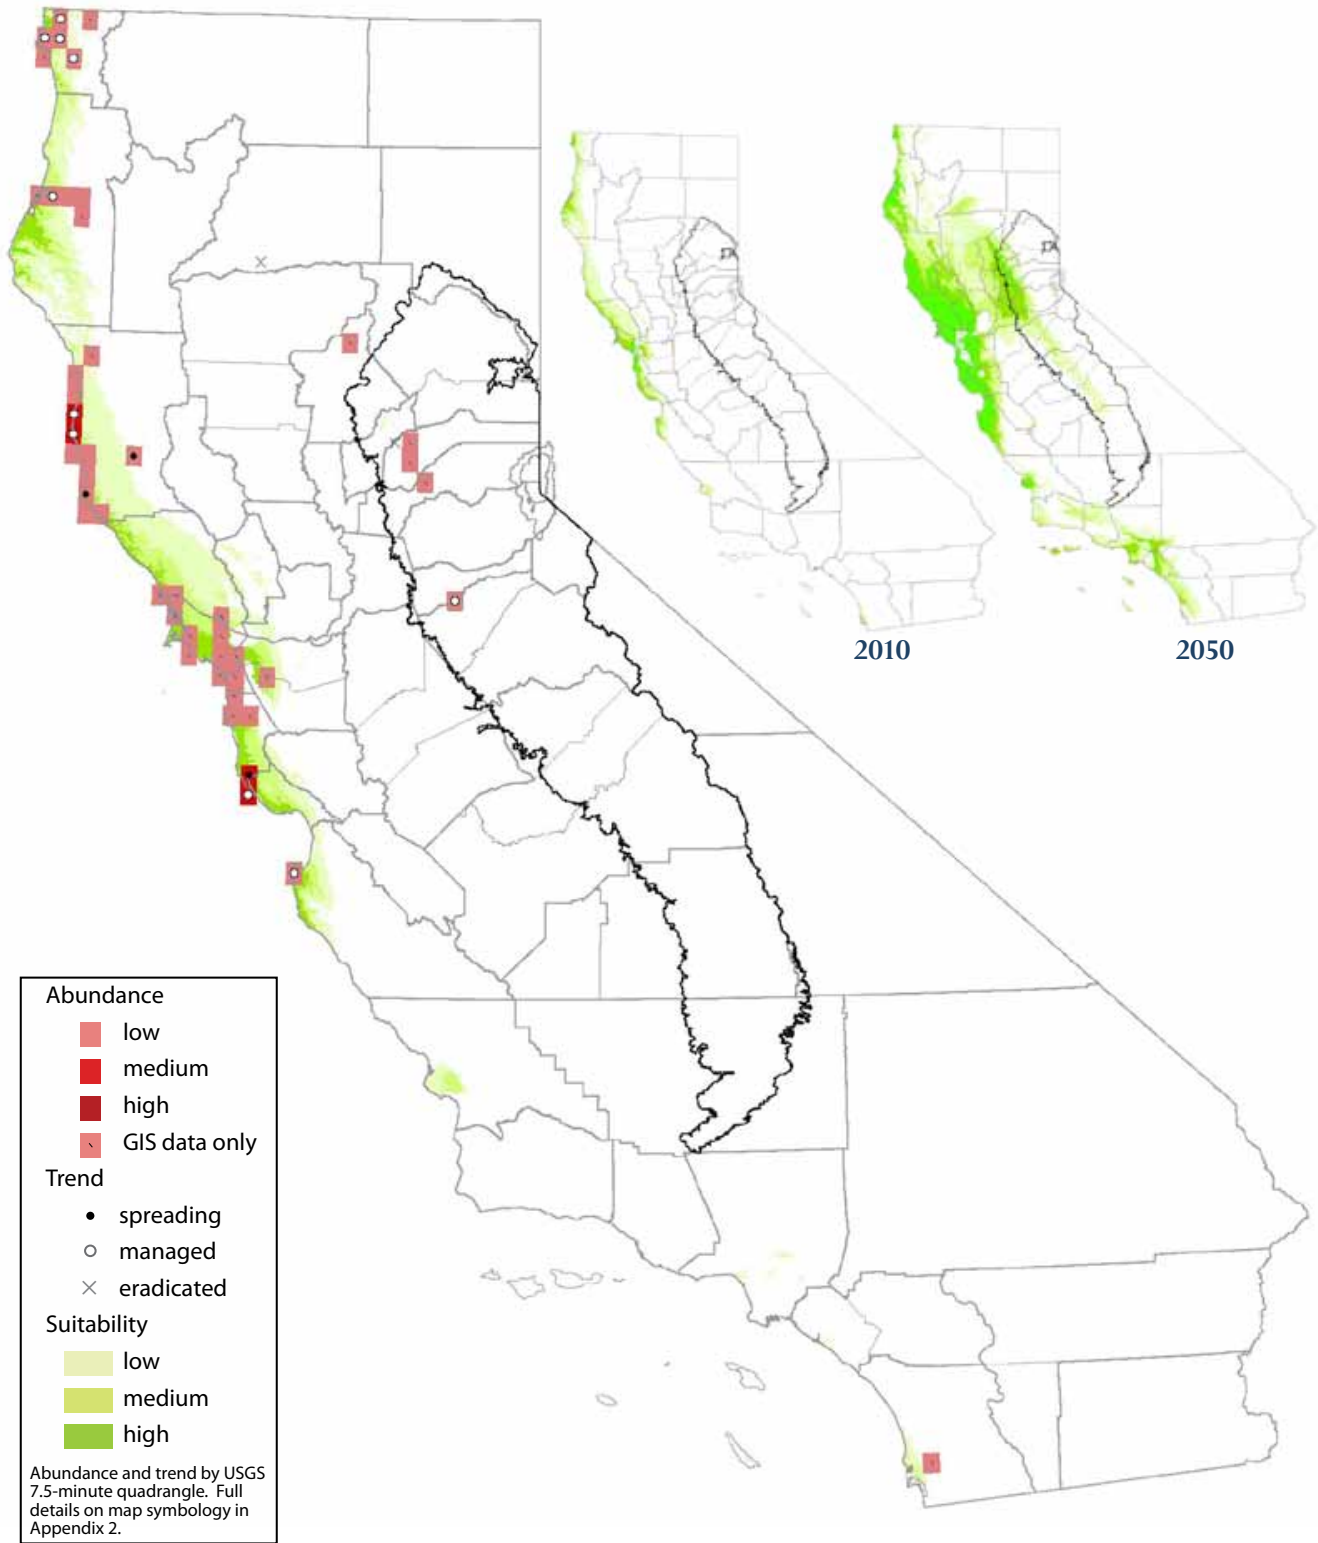 2010
2050
Abundance
low
medium
high
GIS data only
Trend
spreading
managed
eradicated
Suitability
low
medium
high
Abundance and trend by USGS
7.5-minute quadrangle. Full
details on map symbology in
Appendix 2.